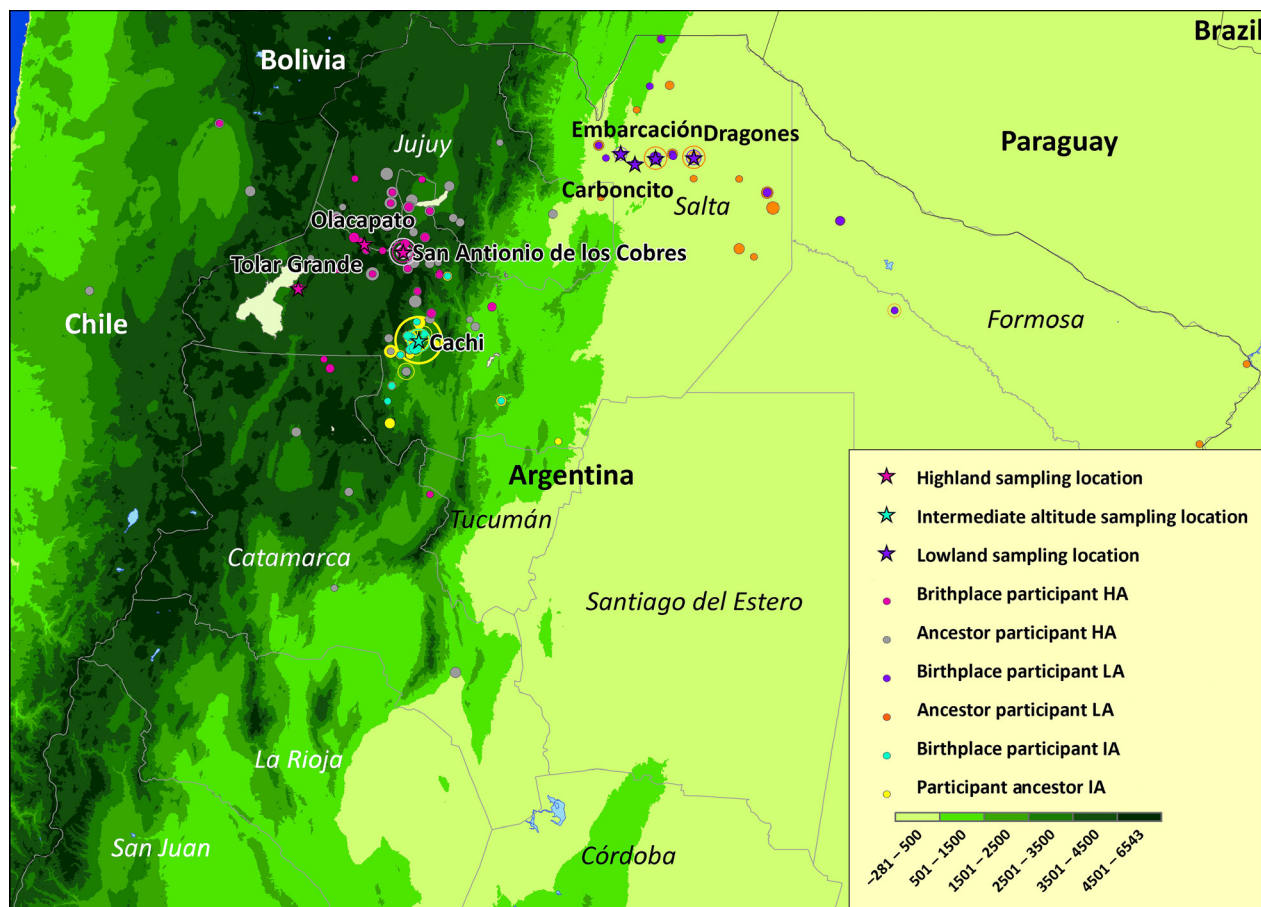 Brazil
Bolivia
Embarcación
Dragones
Jujuy
Paraguay
Carboncito
Salta
Olacapato
San Antionio de los Cobres
Tolar Grande
Chile
Formosa
Cachi
Argentina
Tucumán
Catamarca
Santiago del Estero
La Rioja
San Juan
Córdoba
Highland sampling location
Intermediate altitude sampling location
Lowland sampling location
Brithplace participant HA
Ancestor participant HA
Birthplace participant LA
Ancestor participant LA
Birthplace participant IA
Participant ancestor IA
−281 – 500
501 – 1500
1501 – 2500
2501 – 3500
3501 – 4500
4501 – 6543